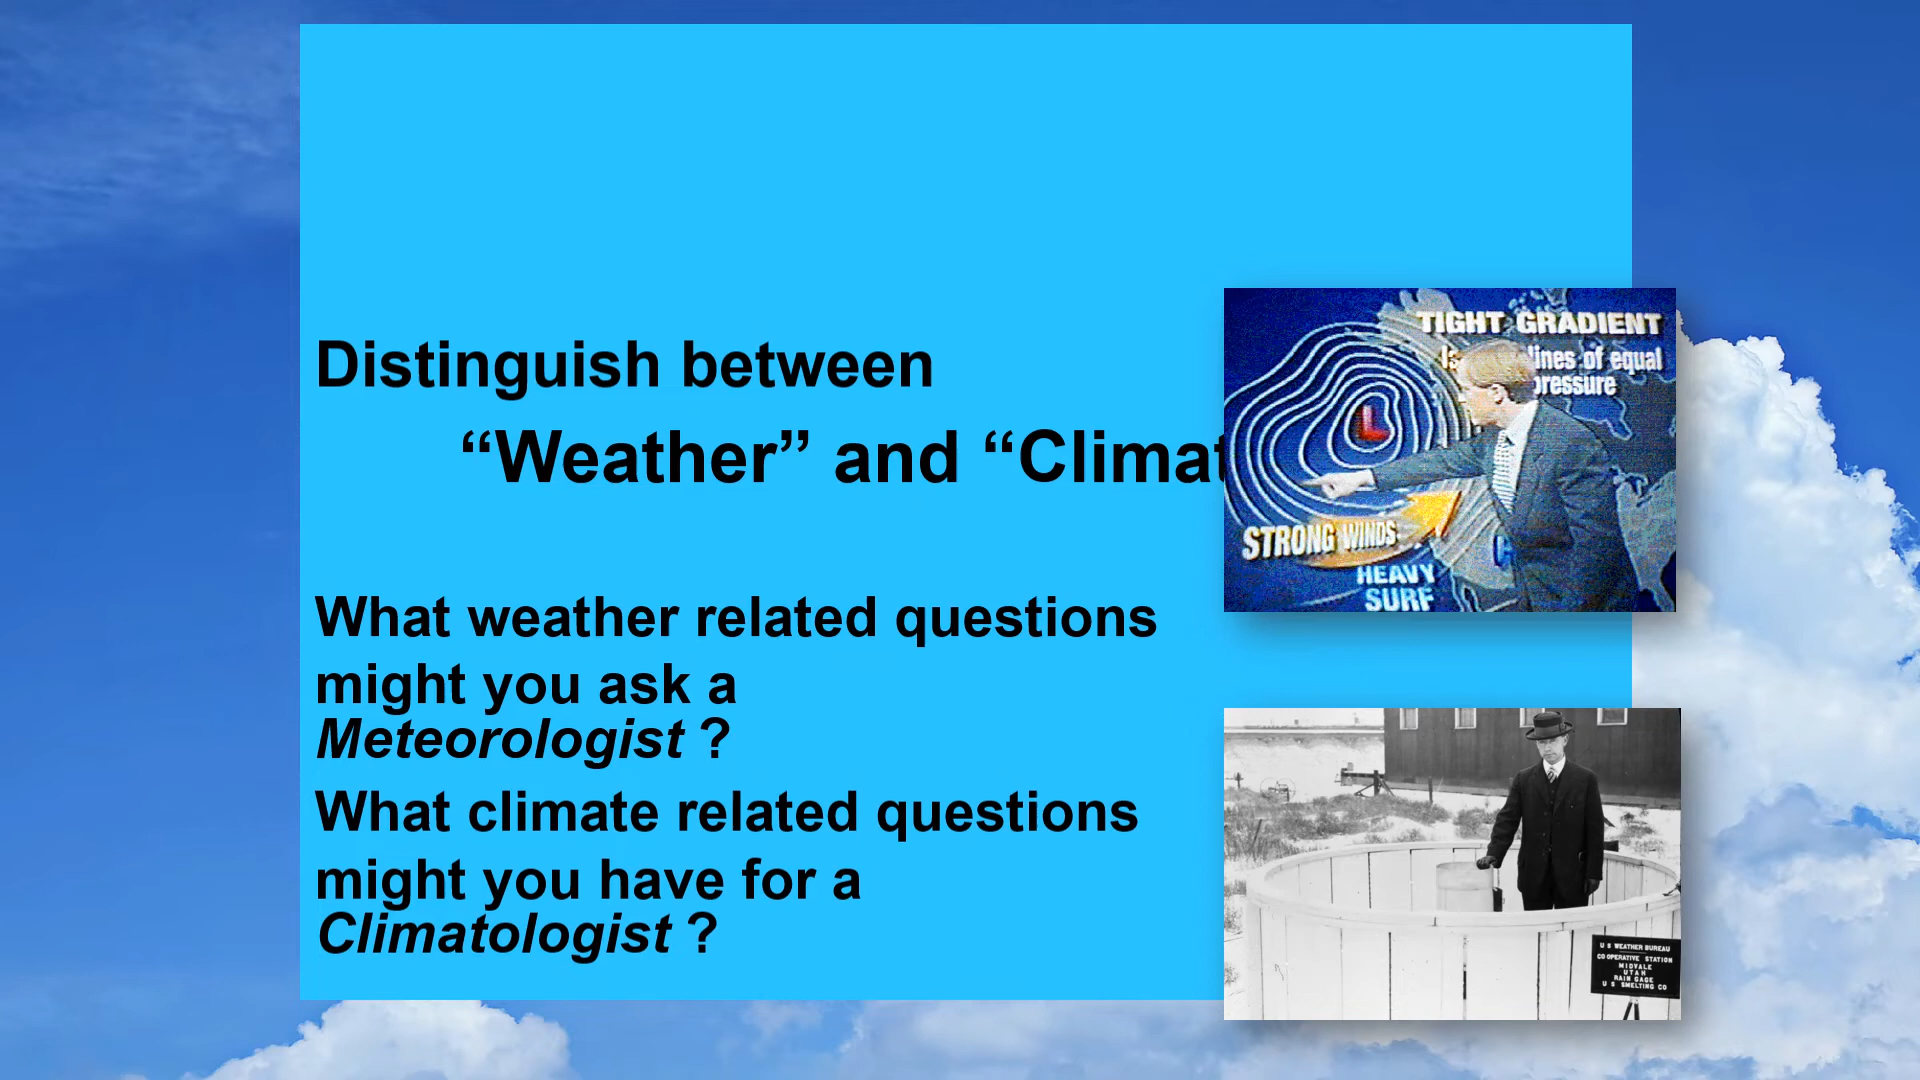 Distinguish between
“Weather” and “Climat
What weather related questions
might you ask a
Meteorologist ?
What climate related questions
might you have for a
Climatologist ?
TIGHT GRADIENT
lines of equal
pressure
STRONG WINDS
HEAVY
SURF
U S WEATHER BUREAU
CO OPERATIVE STATION
MIDVALE
UTAH
RAIN GAGE
U S SMELTING CO